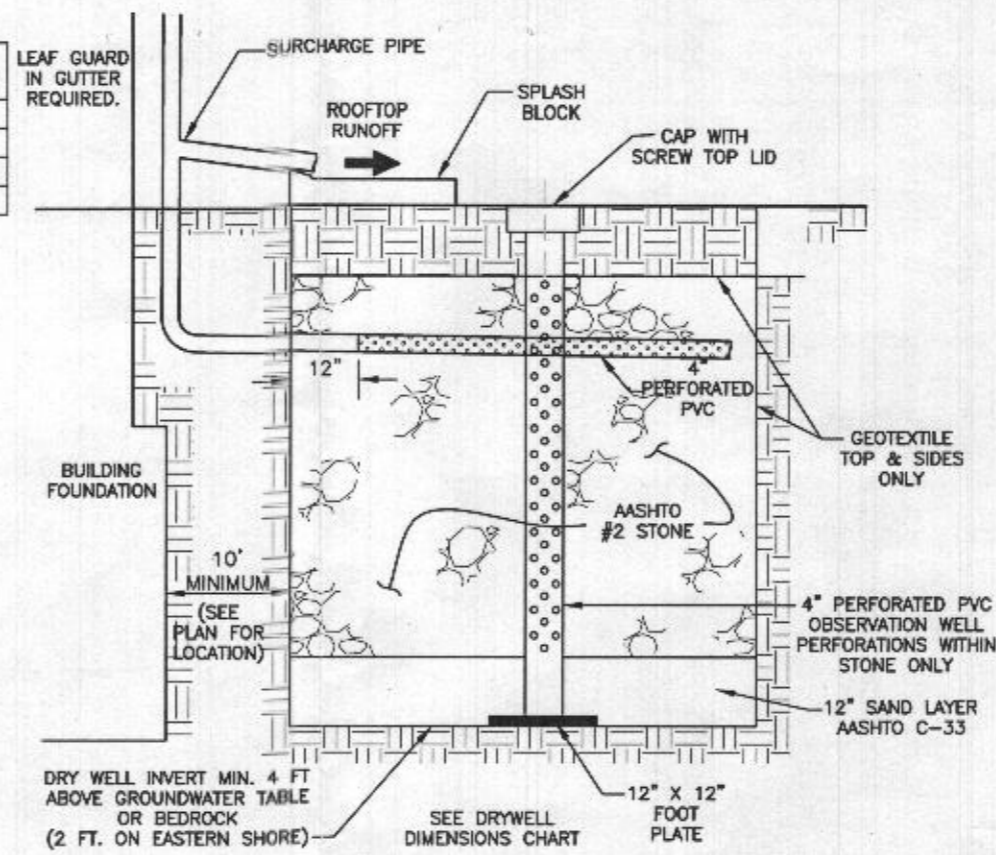 LEAF GUARD
IN GUTTER
REQUIRED.
SURCHARGE PIPE
ROOFTOP
RUNOFF
SPLASH
BLOCK
CAP WITH
SCREW TOP LID
12"
4"
PERFORATED
PVC
GEOTEXTILE
TOP & SIDES
ONLY
BUILDING
FOUNDATION
AASHTO
#2 STONE
10'
MINIMUM
(SEE
PLAN FOR
LOCATION)
4" PERFORATED PVC
OBSERVATION WELL
PERFORATIONS WITHIN
STONE ONLY
12" SAND LAYER
AASHTO C-33
DRY WELL INVERT MIN. 4 FT
ABOVE GROUNDWATER TABLE
OR BEDROCK
(2 FT. ON EASTERN SHORE)
SEE DRYWELL
DIMENSIONS CHART
12" X 12"
FOOT
PLATE